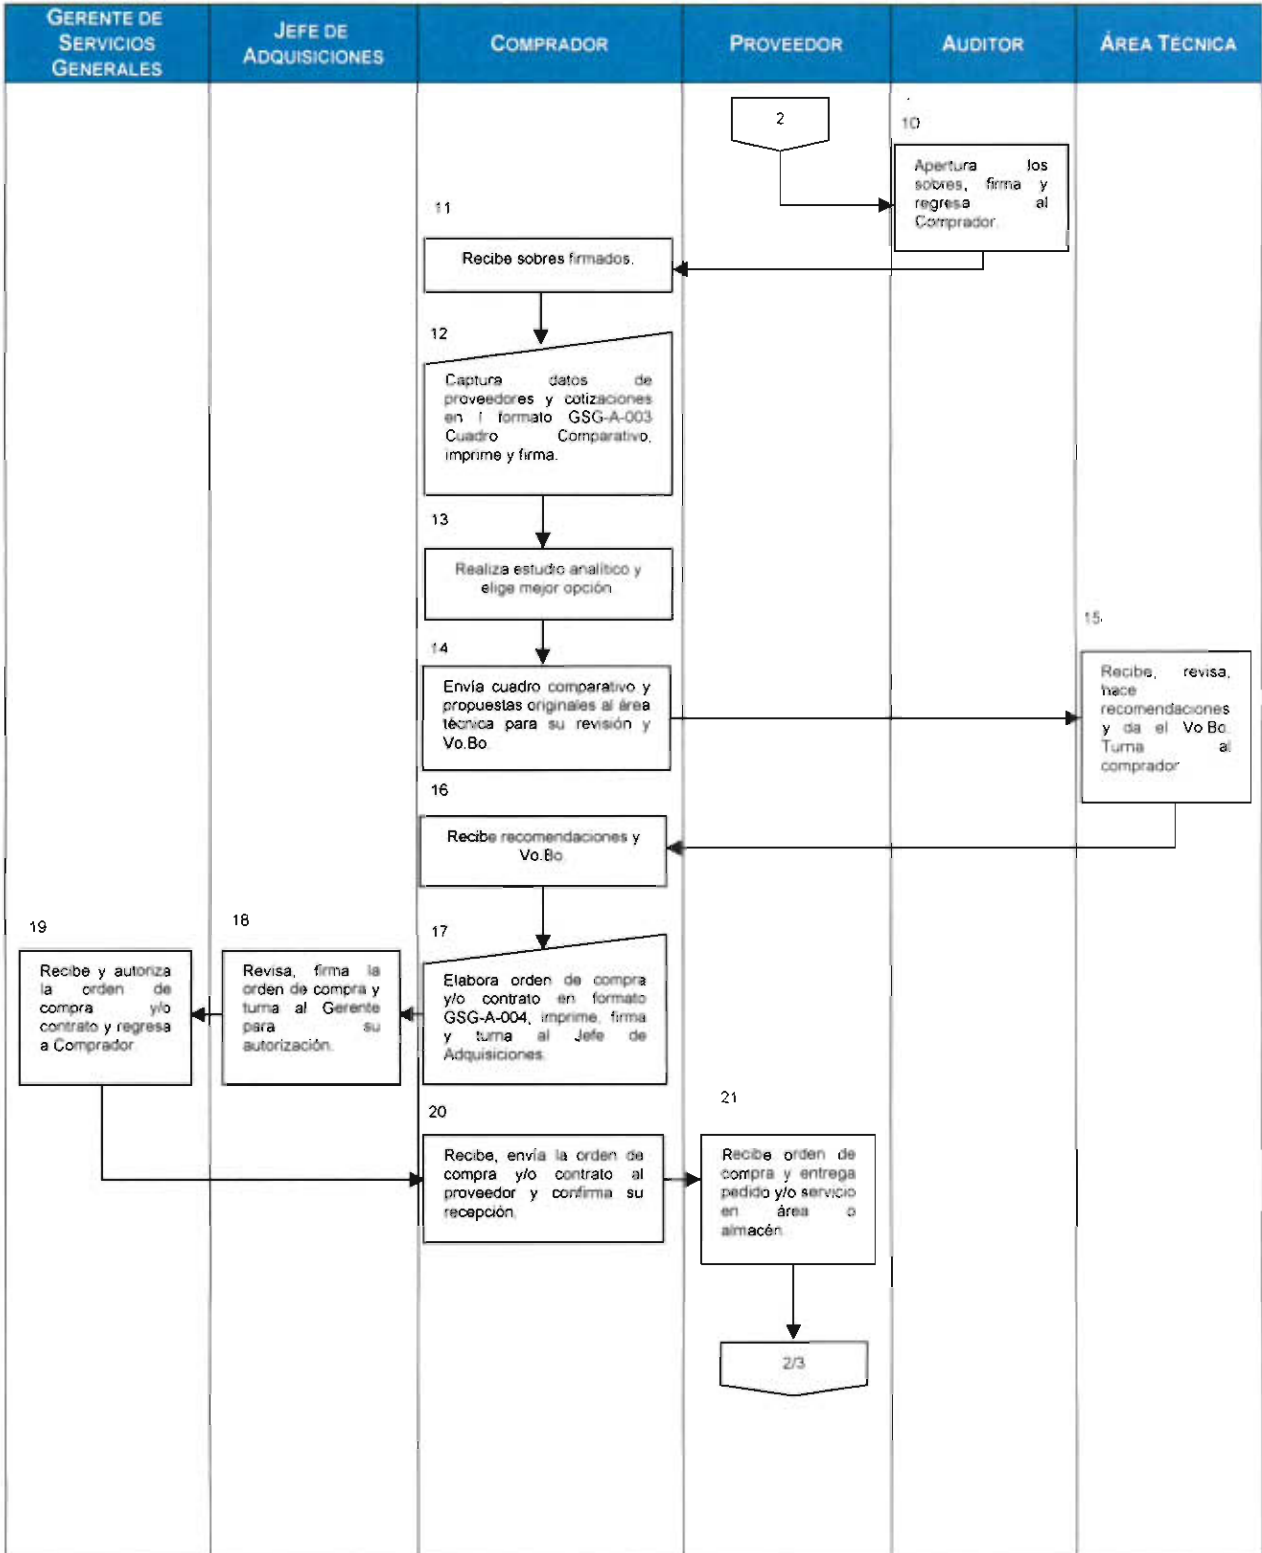 GERENTE DE
SERVICIOS
GENERALES
JEFE DE
ADQUISICIONES
COMPRADOR
PROVEEDOR
AUDITOR
ÁREA TÉCNICA
2
10
Apertura los
sobres, firma y
regresa al
Comprador.
11
Recibe sobres firmados.
12
Captura datos de
proveedores y cotizaciones
en l formato GSG-A-003
Cuadro Comparativo,
imprime y firma.
13
Realiza estudio analítico y
elige mejor opción
14
Envía cuadro comparativo y
propuestas originales al área
técnica para su revisión y
Vo.Bo.
15
Recibe, revisa,
hace
recomendaciones
y da el Vo.Bo.
Turna al
comprador
16
Recibe recomendaciones y
Vo.Bo.
17
Elabora orden de compra
y/o contrato en formato
GSG-A-004, imprime, firma
y turna al Jefe de
Adquisiciones.
18
Revisa, firma la
orden de compra y
turna al Gerente
para su
autorización.
19
Recibe y autoriza
la orden de
compra y/o
contrato y regresa
a Comprador.
20
Recibe, envía la orden de
compra y/o contrato al
proveedor y confirma su
recepción.
21
Recibe orden de
compra y entrega
pedido y/o servicio
en área o
almacén.
2/3